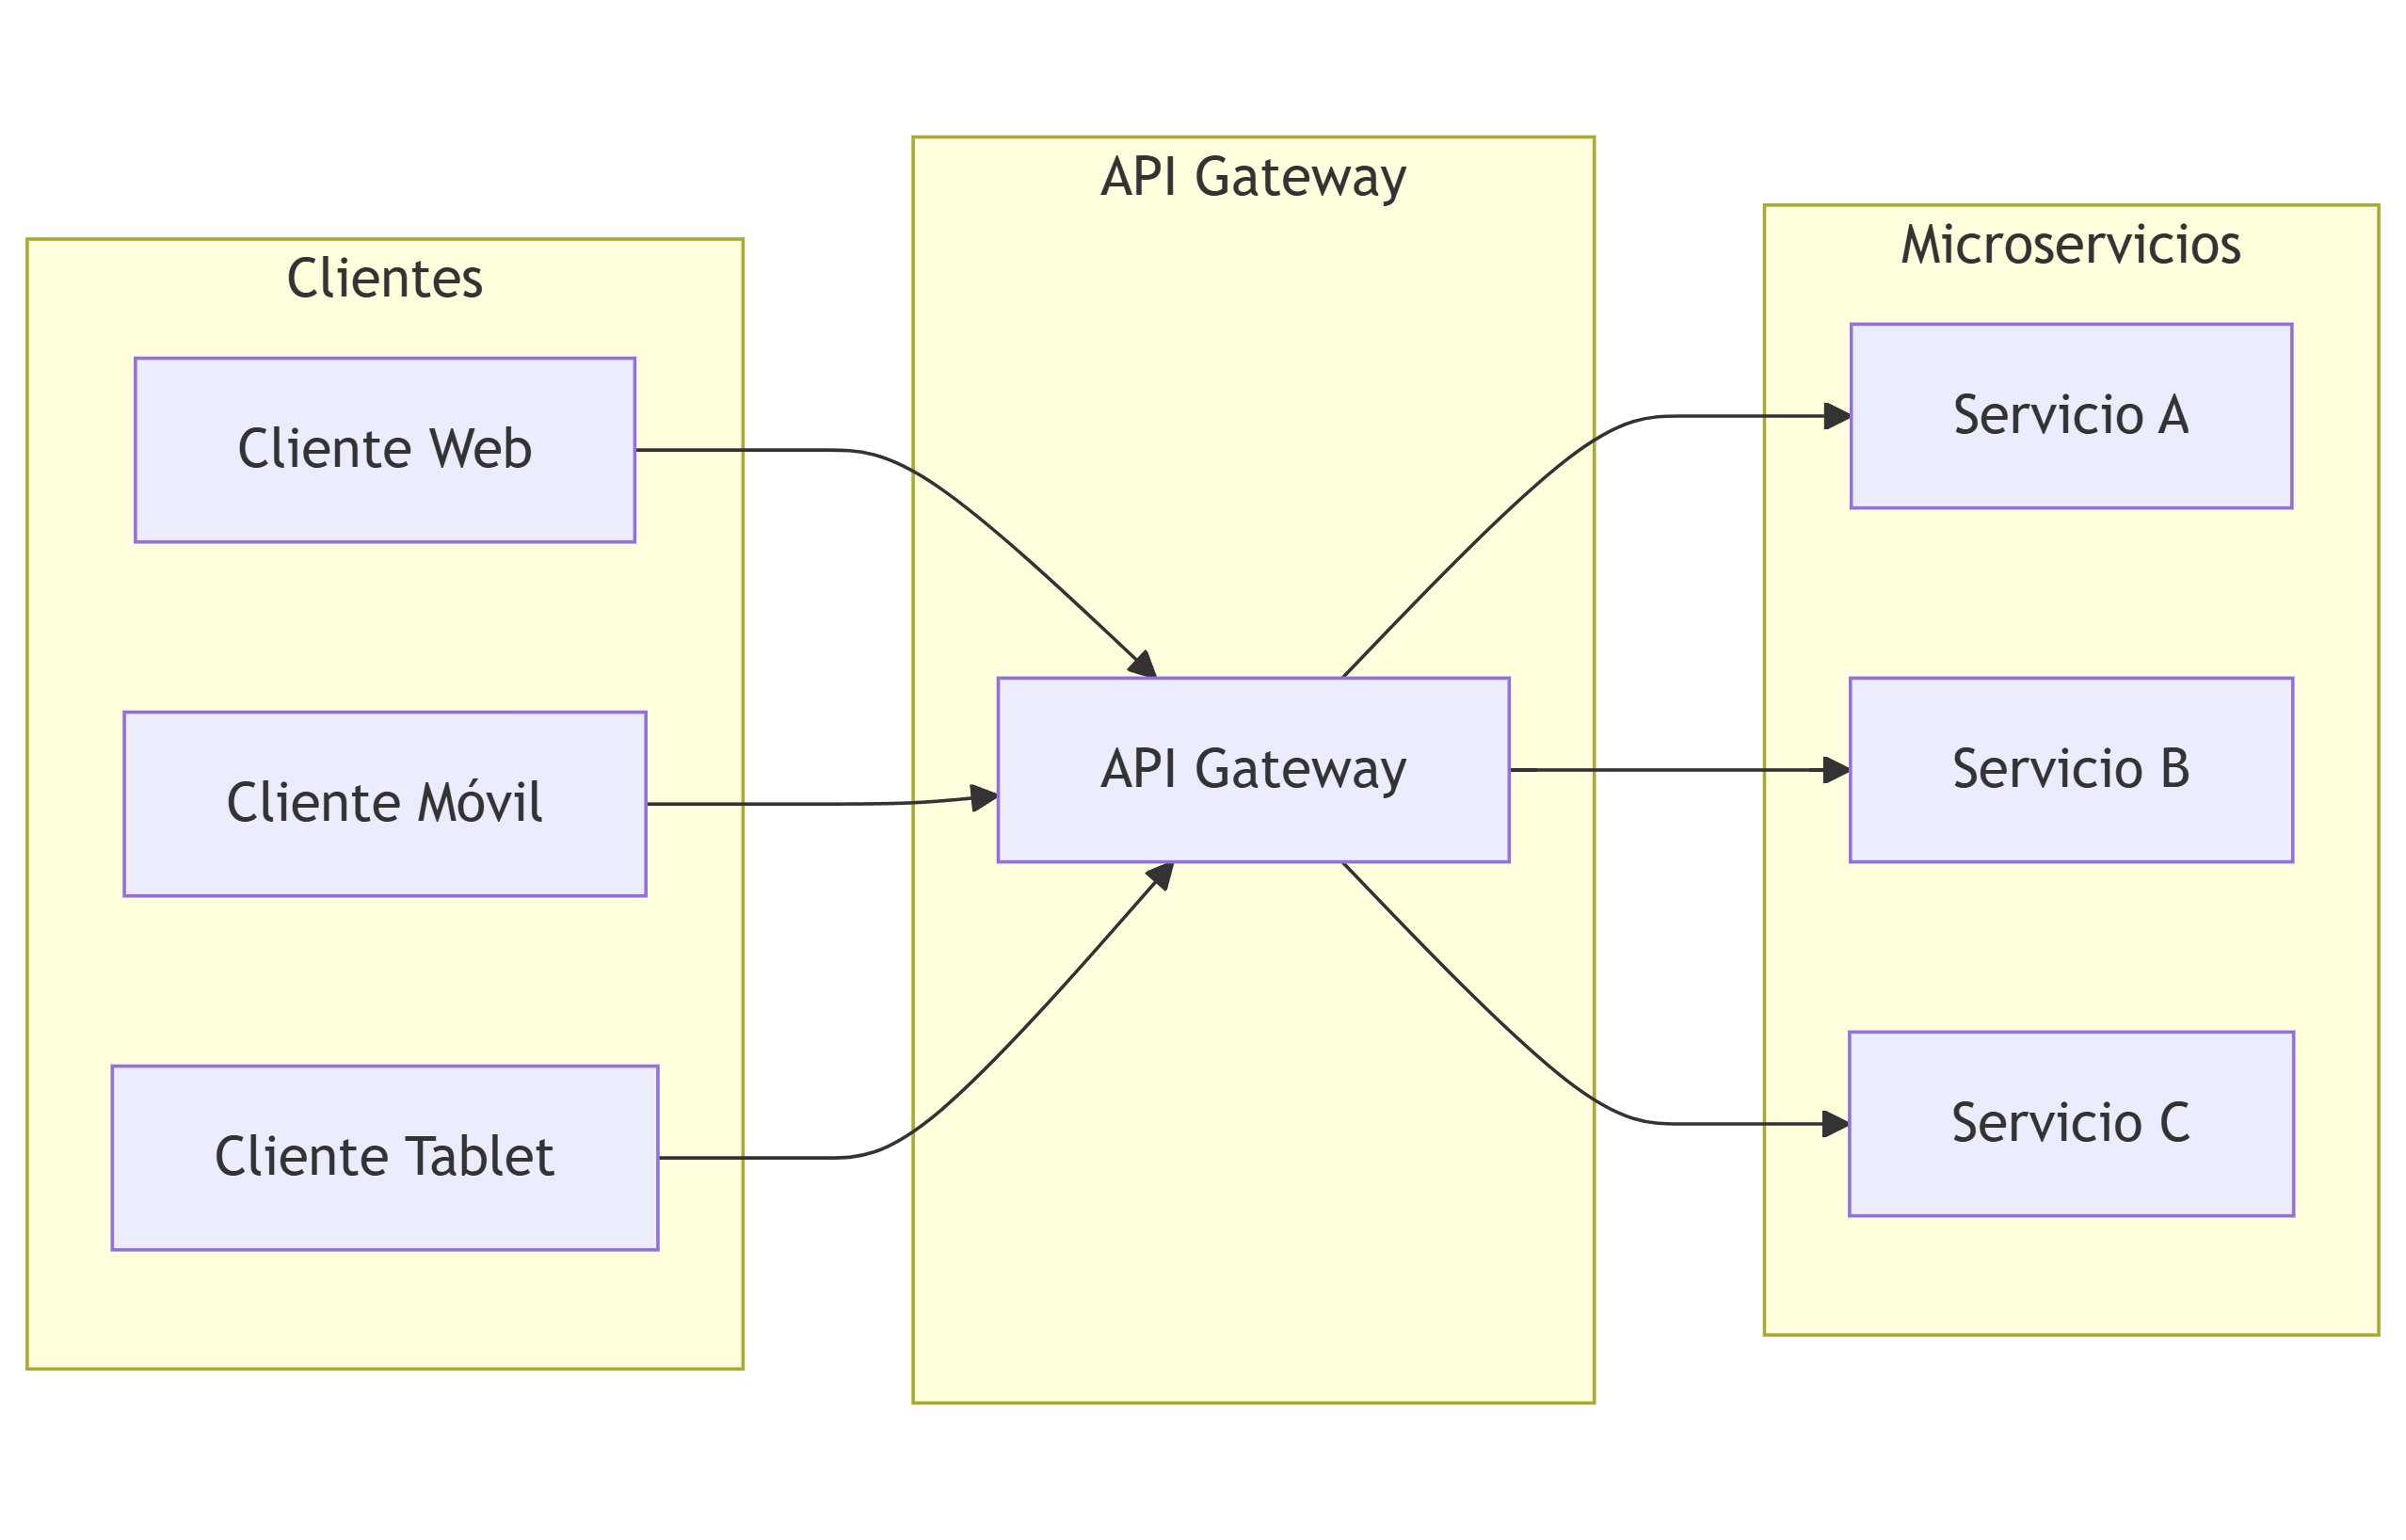 Clientes
Cliente Web
Cliente Móvil
Cliente Tablet
API Gateway
API Gateway
Microservicios
Servicio A
Servicio B
Servicio C